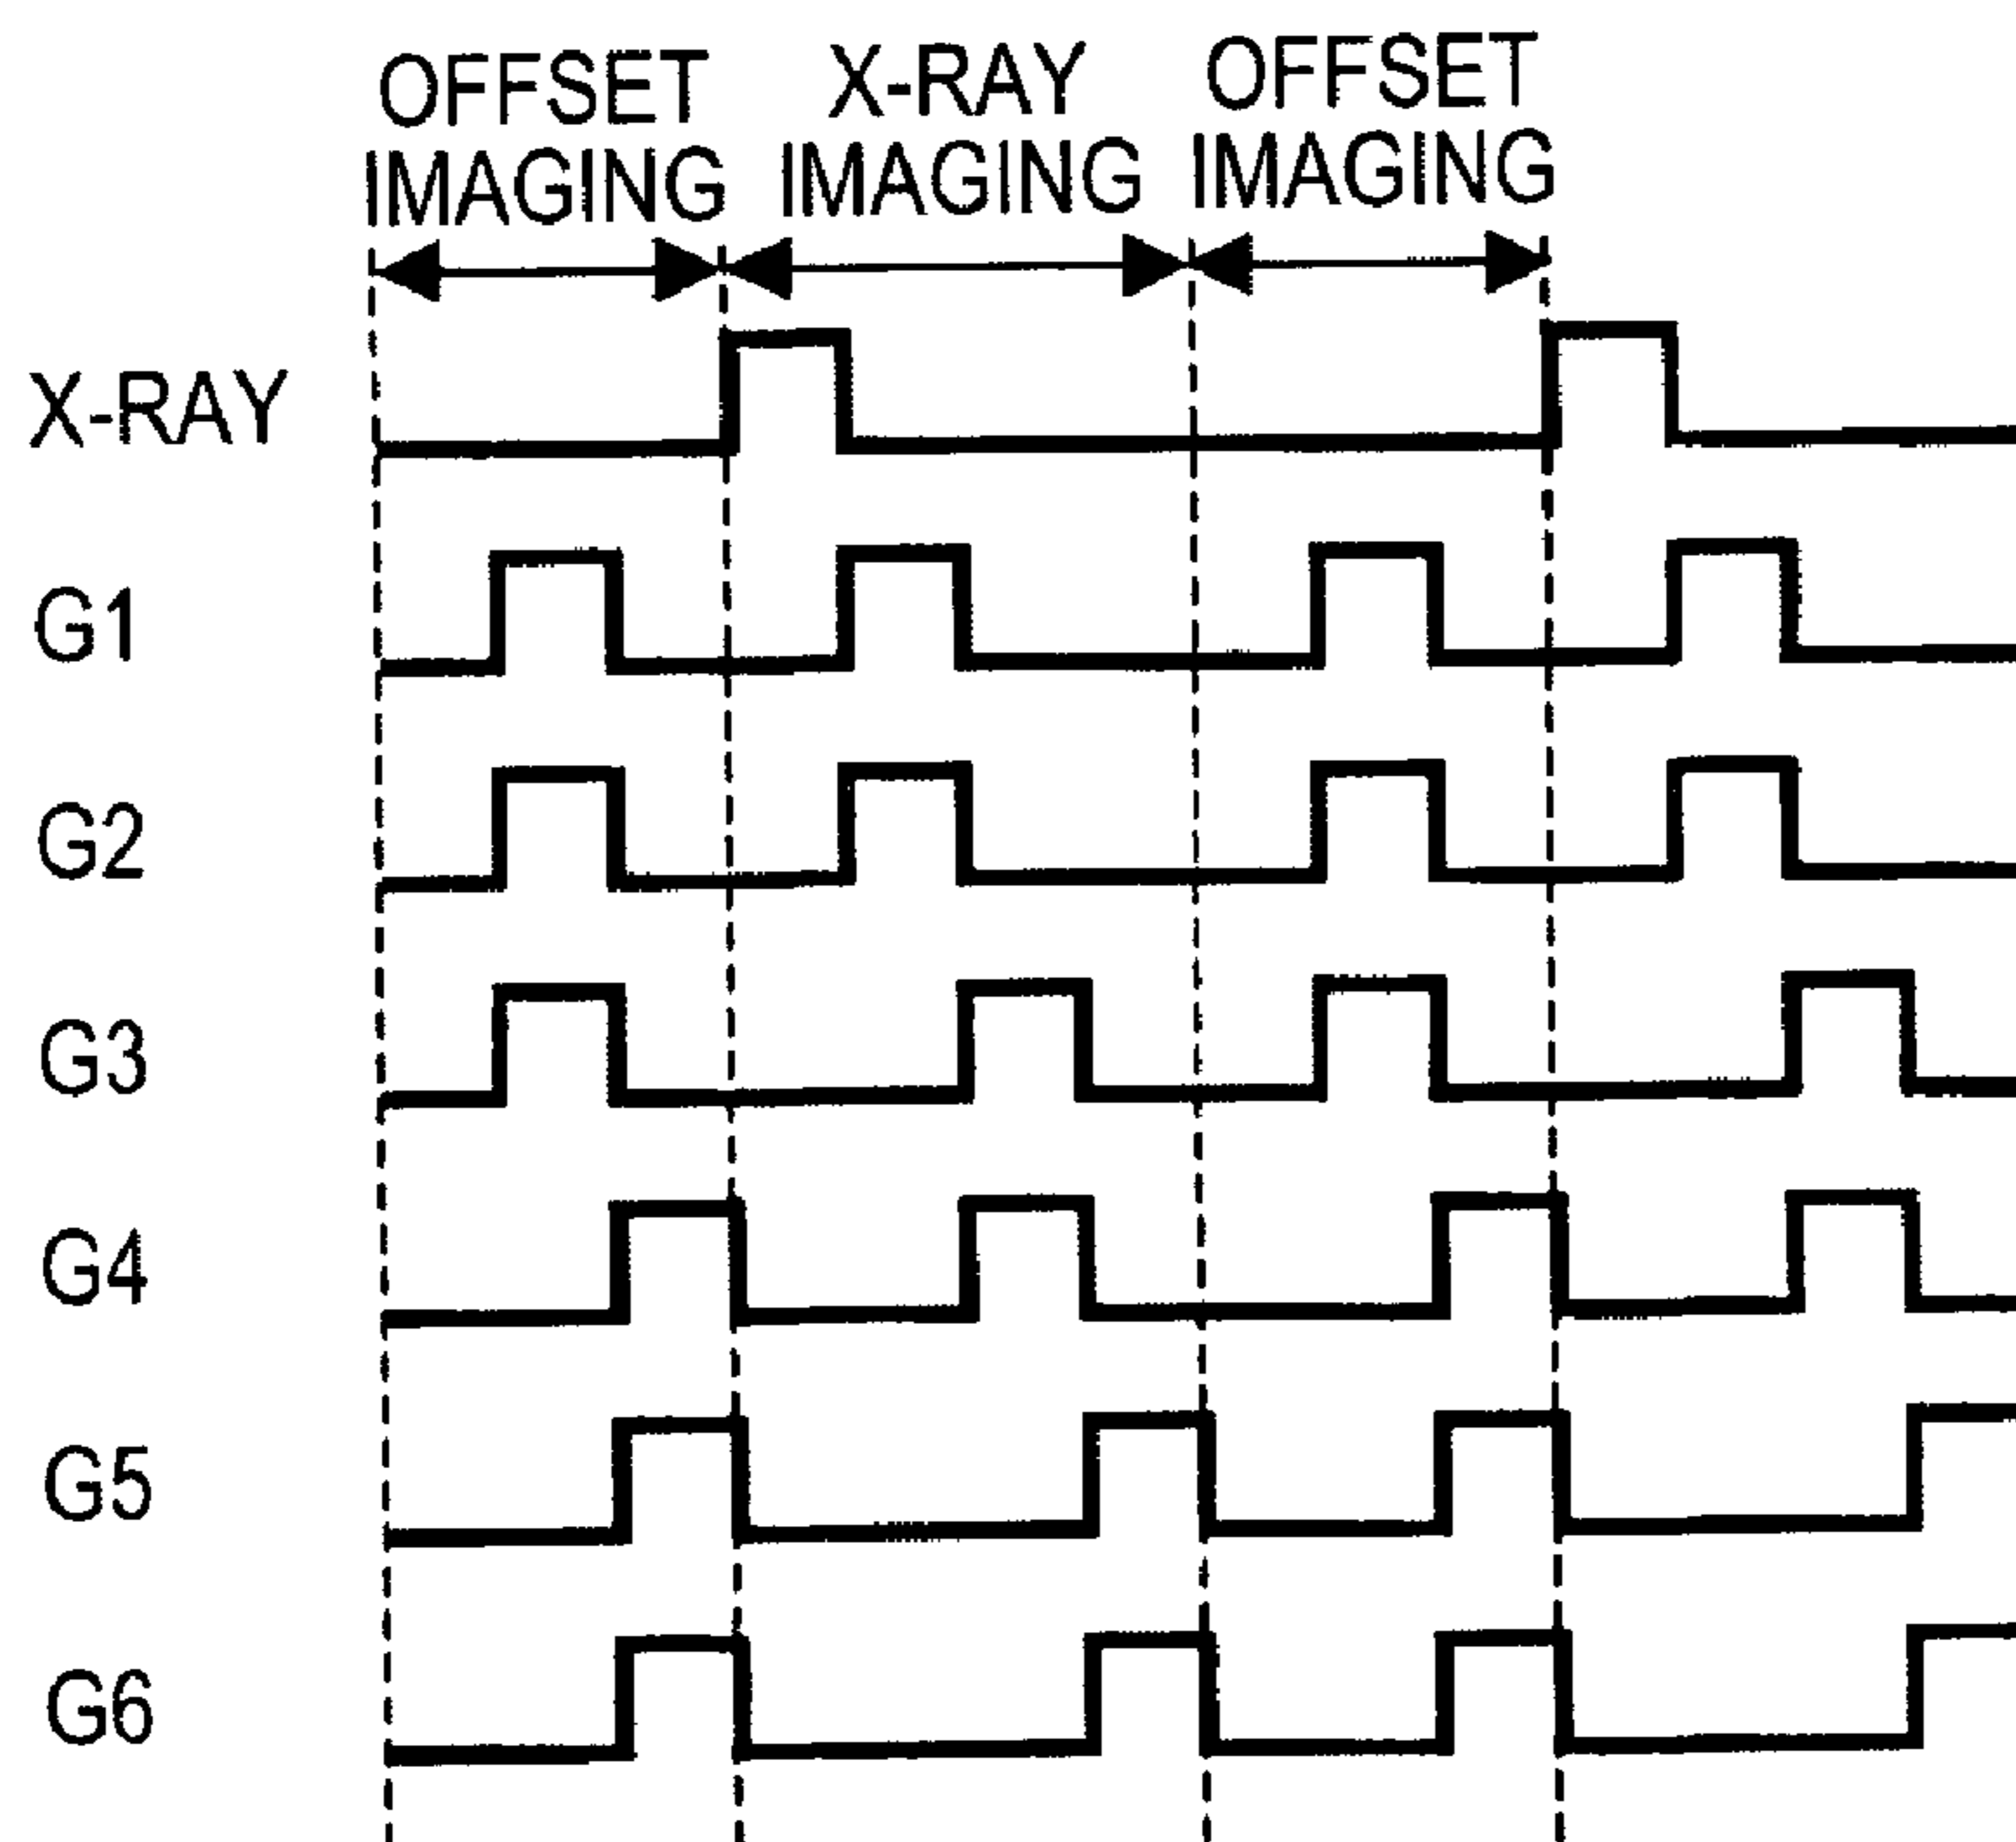 OFFSET IMAGING
X-RAY IMAGING
OFFSET IMAGING
X-RAY
G1
G2
G3
G4
G5
G6